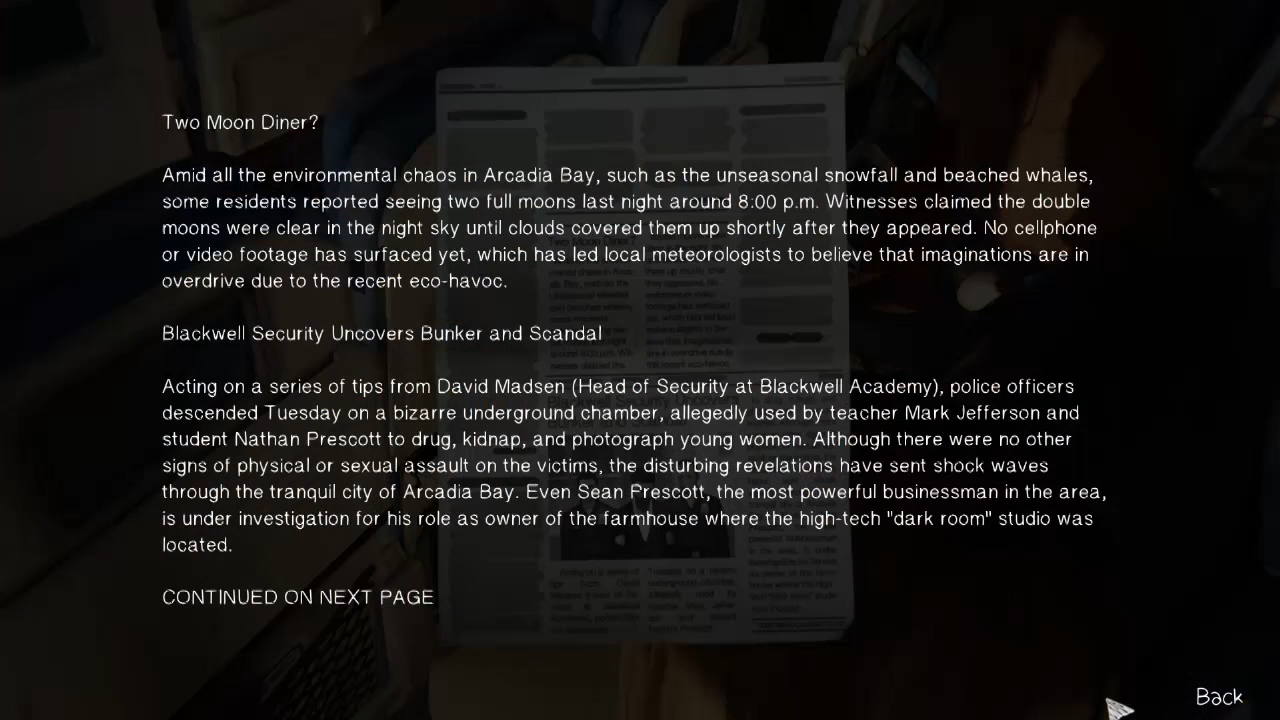 Two Moon Diner?
Amid all the environmental chaos in Arcadia Bay, such as the unseasonal snowfall and beached whales,
some residents reported seeing two full moons last night around 8:00 p.m. Witnesses claimed the double
moons were clear in the night sky until clouds covered them up shortly after they appeared. No cellphone
or video footage has surfaced yet, which has led local meteorologists to believe that imaginations are in
overdrive due to the recent eco-havoc.
Blackwell Security Uncovers Bunker and Scandal
Acting on a series of tips from David Madsen (Head of Security at Blackwell Academy), police officers
descended Tuesday on a bizarre underground chamber, allegedly used by teacher Mark Jefferson and
student Nathan Prescott to drug, kidnap, and photograph young women. Although there were no other
signs of physical or sexual assault on the victims, the disturbing revelations have sent shock waves
through the tranquil city of Arcadia Bay. Even Sean Prescott, the most powerful businessman in the area,
is under investigation for his role as owner of the farmhouse where the high-tech "dark room" studio was
located.
CONTINUED ON NEXT PAGE
Back